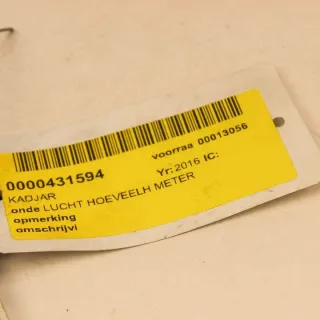 voorraa 00013056
0000431594 Yr: 2016 IC:
KADJAR
onde LUCHT HOEVEELH METER
opmerking
omschrijvi